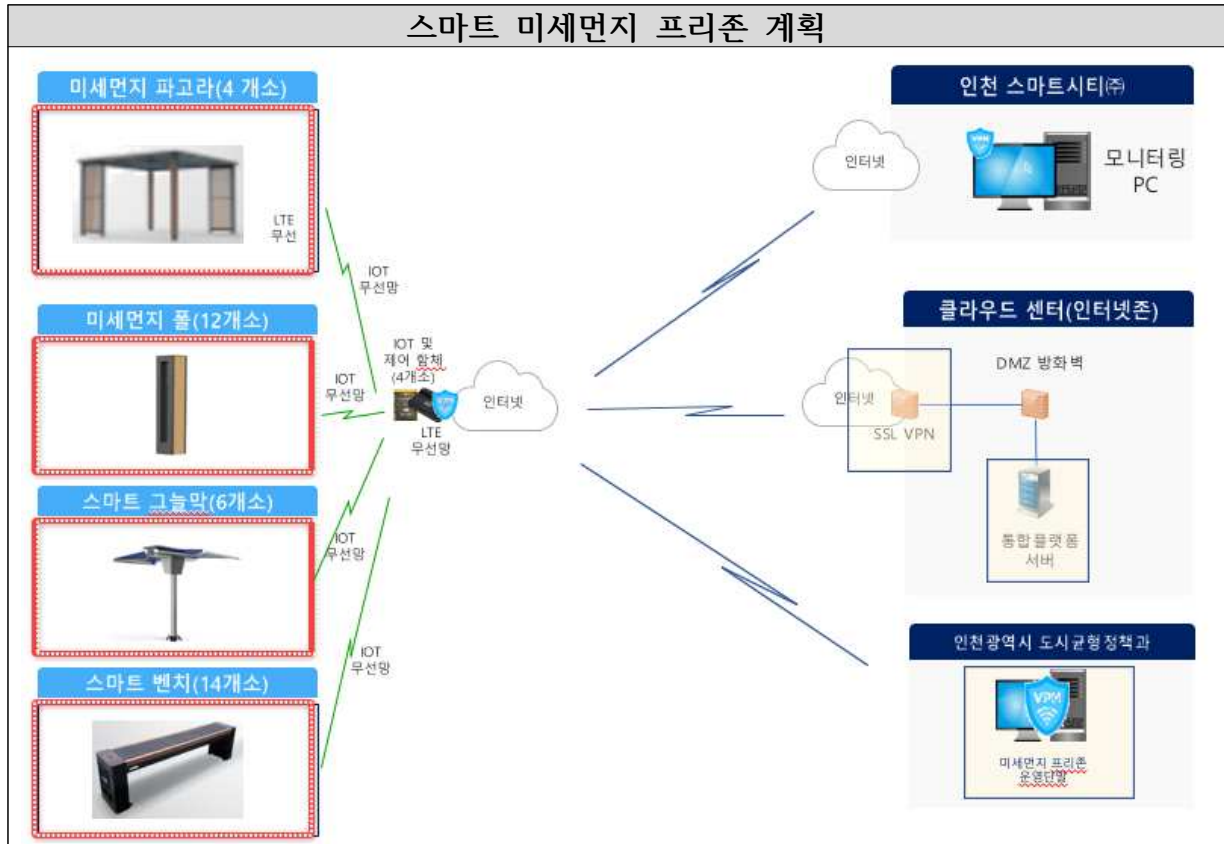 스마트 미세먼지 프리존 계획
미세먼지 파고라(4 개소)
LTE
무선
IOT
무선망
미세먼지 폴(12개소)
IOT
무선망
스마트 그늘막(6개소)
IOT
무선망
스마트 벤치(14개소)
IOT
무선망
IOT 및
제어 함체
(4개소)
VPN
LTE
무선망
인터넷
인천 스마트시티㈜
인터넷
VPN
모니터링
PC
클라우드 센터(인터넷존)
인터넷
SSL VPN
DMZ 방화벽
통합플랫폼
서버
인천광역시 도시균형정책과
VPN
미세먼지 프리존
운영단말